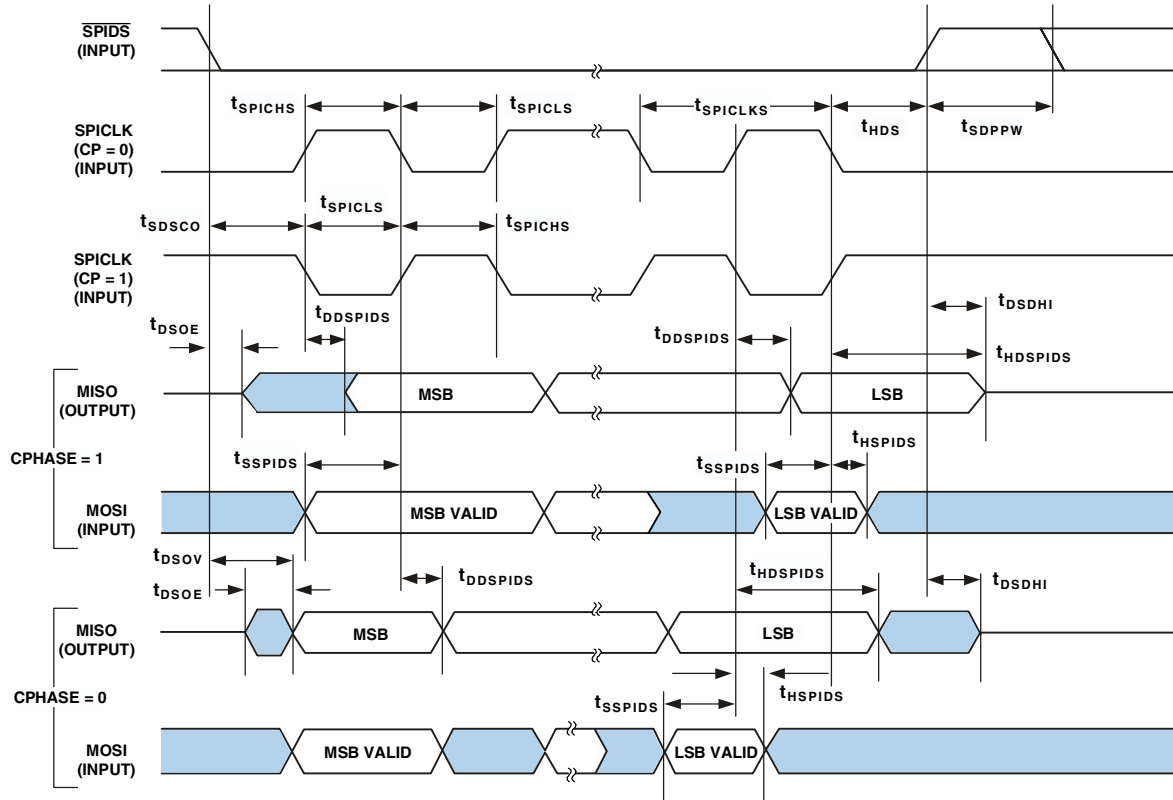 SPIDS
(INPUT)
tSPICHS
tSPICLS
tSPICLKS
tHDS
tSDPPW
SPICLK
(CP = 0)
(INPUT)
tSDSCO
tSPICLS
tSPICHS
SPICLK
(CP = 1)
(INPUT)
tDSOE
tDDSPIDS
tDDSPIDS
tDSDHI
tHDSPIDS
MISO
(OUTPUT)
MSB
LSB
CPHASE = 1
tSSPIDS
tSSPIDS
tHSPIDS
MOSI
(INPUT)
MSB VALID
LSB VALID
tDSOV
tDSOE
tDDSPIDS
tHDSPIDS
tDSDHI
MISO
(OUTPUT)
MSB
LSB
CPHASE = 0
tSSPIDS
tHSPIDS
MOSI
(INPUT)
MSB VALID
LSB VALID